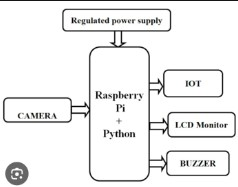 Regulated power supply
Raspberry
Pi
+
Python
IOT
CAMERA
LCD Monitor
BUZZER